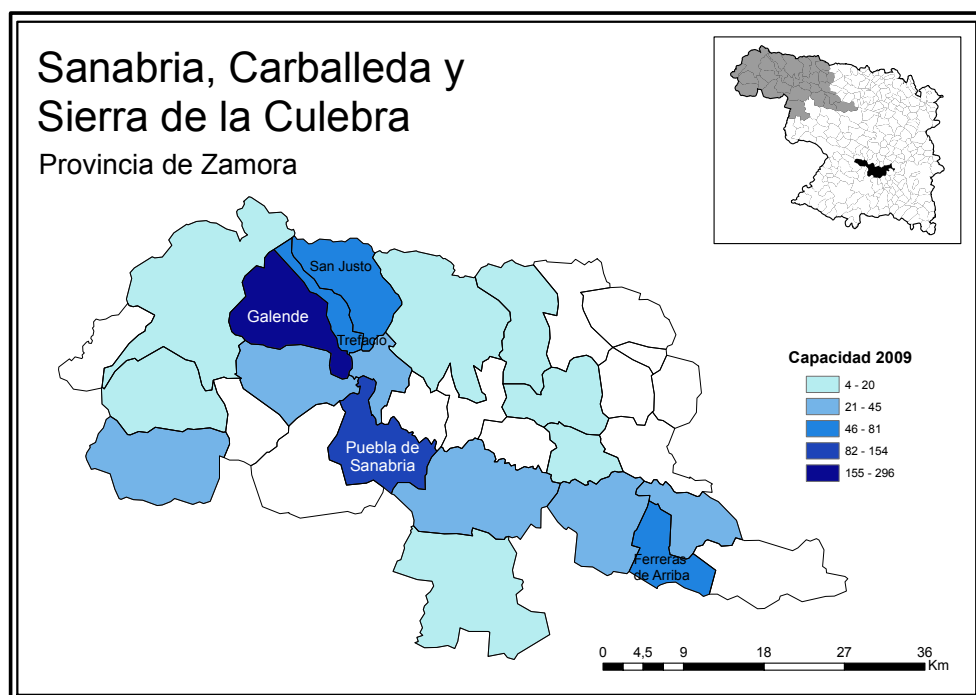 Sanabria, Carballeda y
Sierra de la Culebra
Provincia de Zamora
San Justo
Galende
Trefacio
Puebla de
Sanabria
Ferreras
de Arriba
Capacidad 2009
4 - 20
21 - 45
46 - 81
82 - 154
155 - 296
0 4,5 9 18 27 36
Km